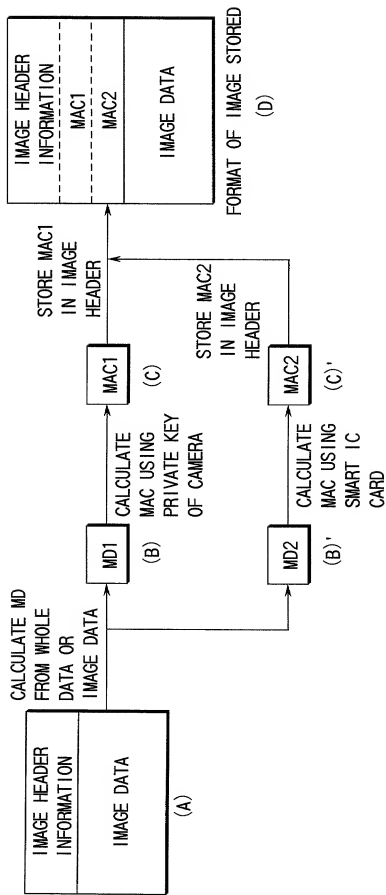 IMAGE HEADER
INFORMATION
IMAGE DATA
(A)
CALCULATE MD
FROM WHOLE
DATA OR
IMAGE DATA
MD1
(B)
CALCULATE
MAC USING
PRIVATE KEY
OF CAMERA
MAC1
(C)
STORE MAC1
IN IMAGE
HEADER
MD2
(B)'
CALCULATE
MAC USING
SMART IC
CARD
MAC2
(C)'
STORE MAC2
IN IMAGE
HEADER
IMAGE HEADER
INFORMATION
MAC1
MAC2
IMAGE DATA
FORMAT OF IMAGE STORED
(D)